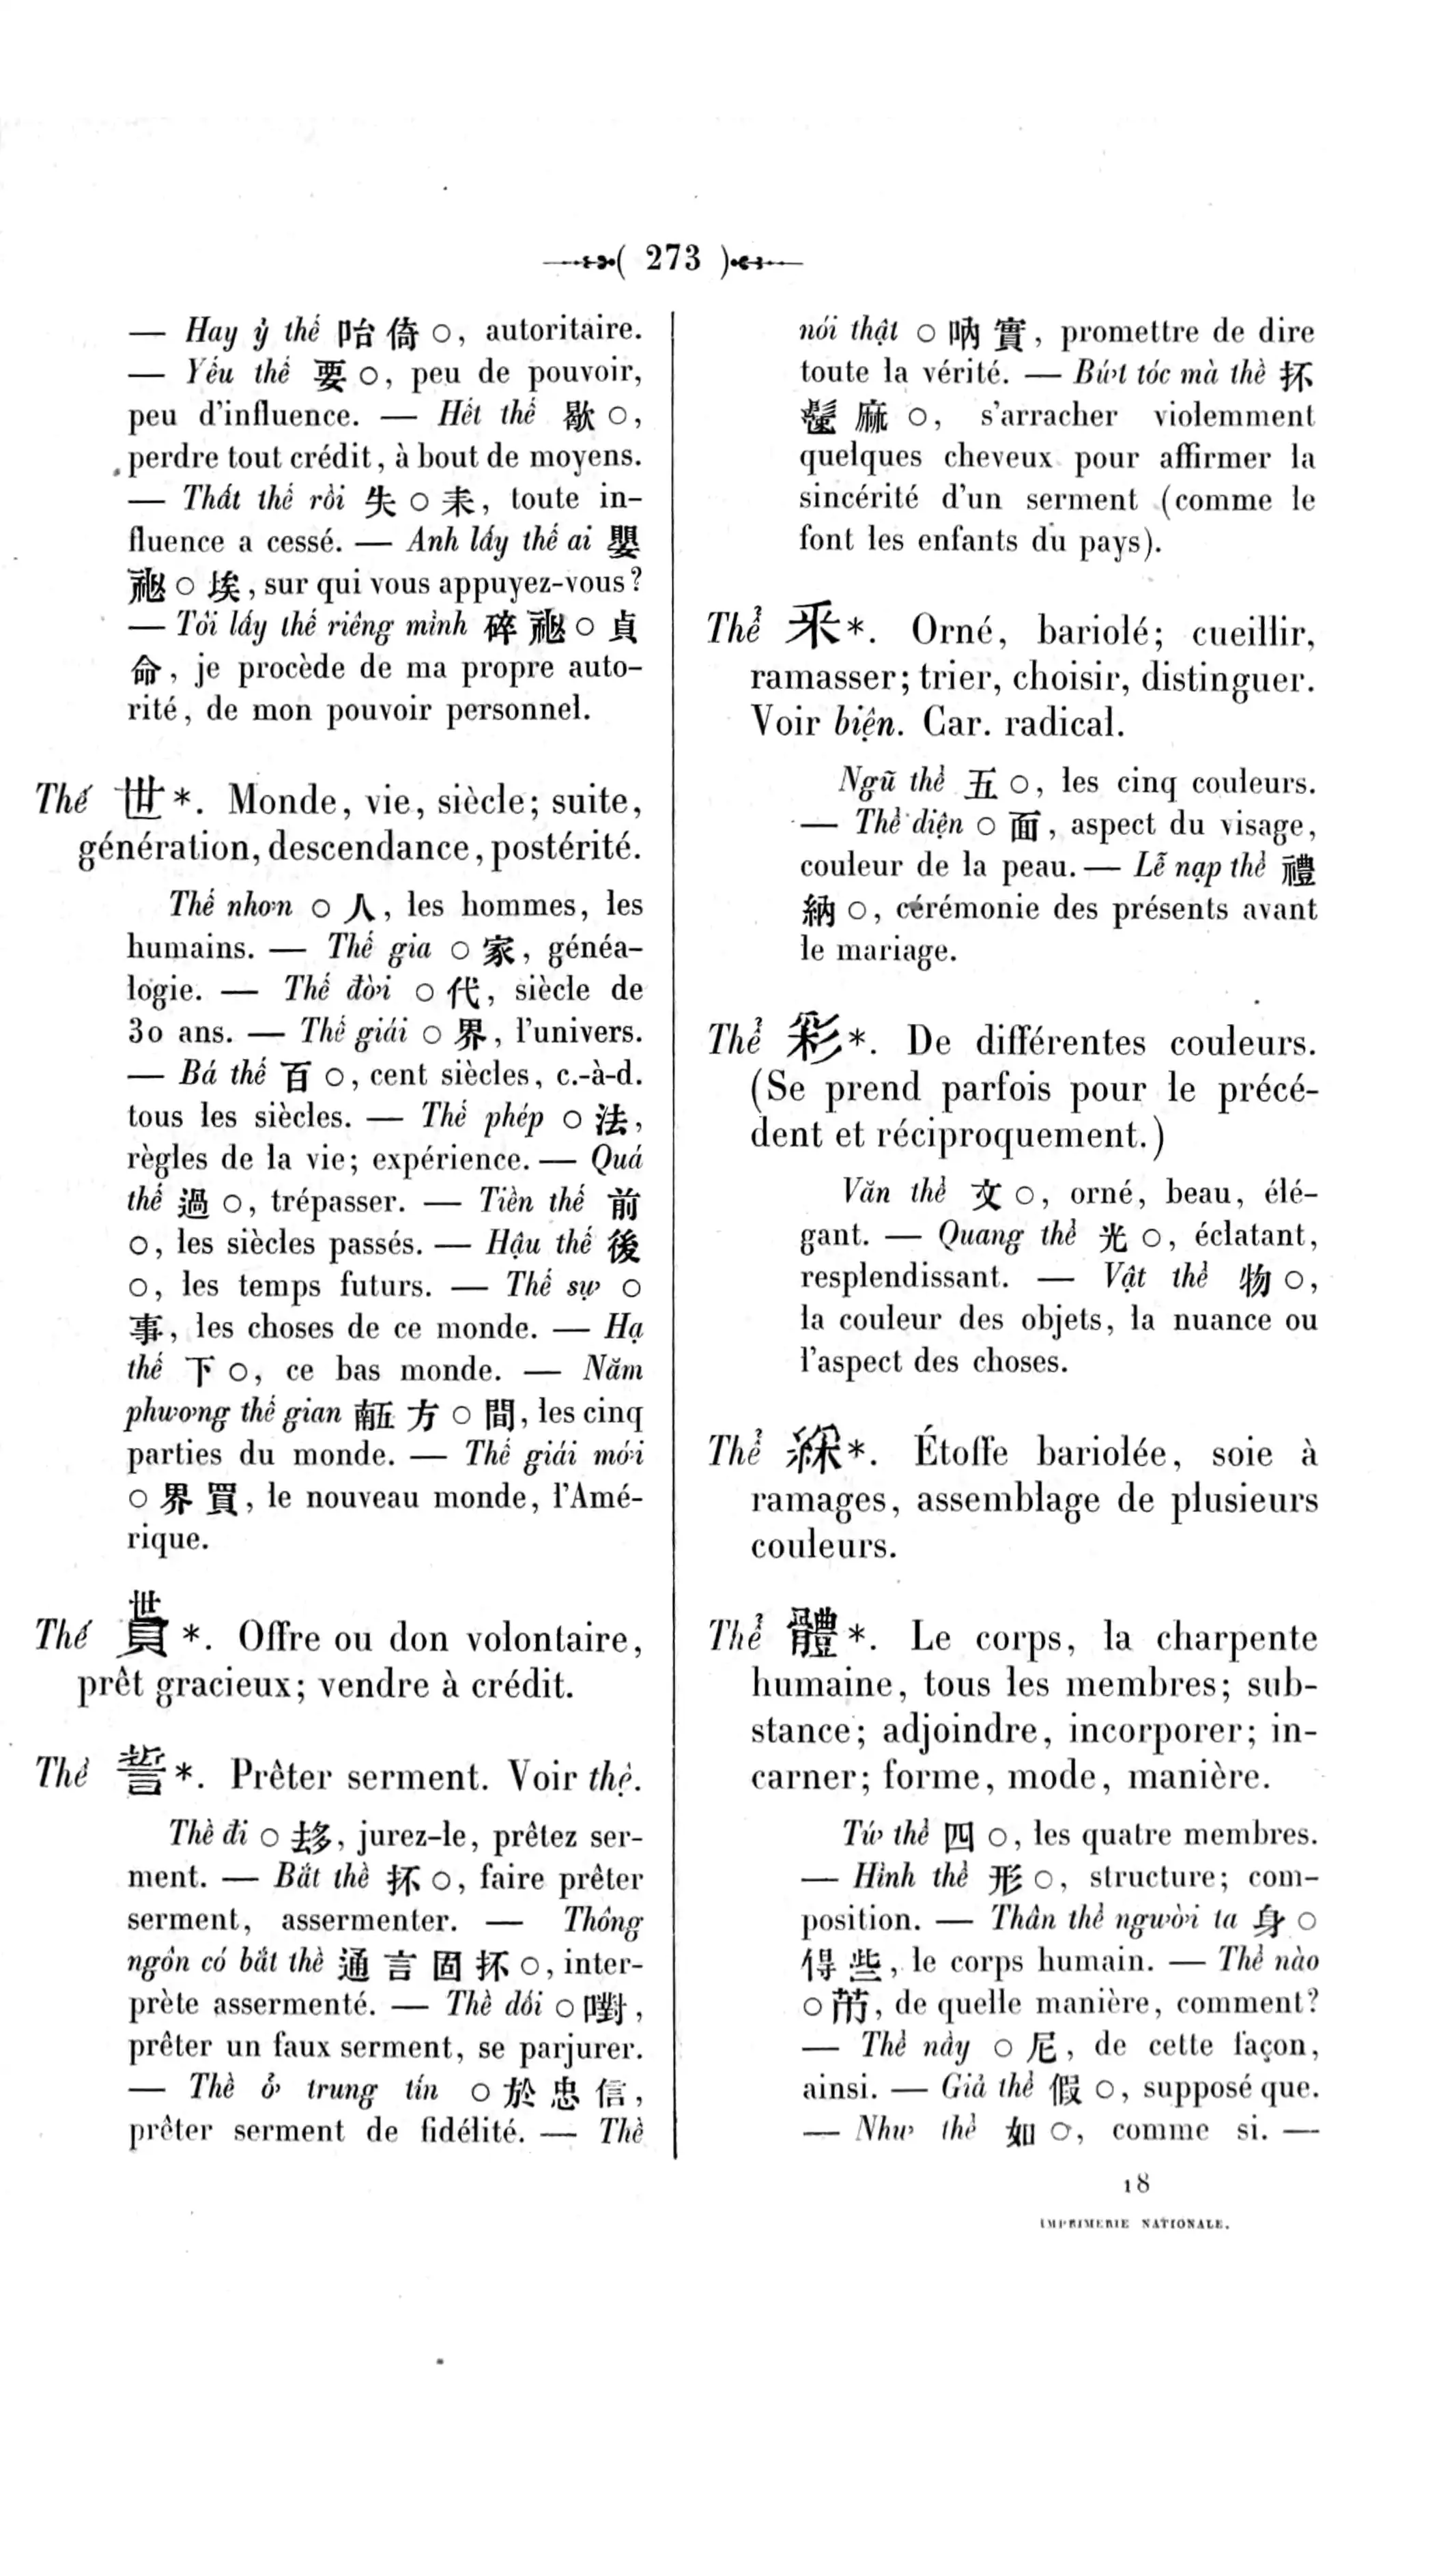 ( 273 )
— Hay ỷ thế 咍 倚 ○, autoritaire.
— Yếu thế 要 ○, peu de pouvoir,
peu d'influence. — Hết thế 歇 ○,
perdre tout crédit, à bout de moyens.
— Thất thế rồi 失 ○ 耒, toute in-
fluence a cessé. — Anh lấy thế ai 嬰
𥙩 ○ 埃, sur qui vous appuyez-vous?
— Tôi lấy thế riêng mình 碎 𥙩 ○ 貞
命, je procède de ma propre auto-
rité, de mon pouvoir personnel.
Thế 世*. Monde, vie, siècle; suite,
génération, descendance, postérité.
Thế nhơn ○ 人, les hommes, les
humains. — Thế gia ○ 家, généa-
logie. — Thế đời ○ 代, siècle de
30 ans. — Thế giái ○ 界, l'univers.
— Bá thế 百 ○, cent siècles, c.-à-d.
tous les siècles. — Thế phép ○ 法,
règles de la vie; expérience. — Quá
thế 過 ○, trépasser. — Tiền thế 前
○, les siècles passés. — Hậu thế 後
○, les temps futurs. — Thế sự ○
事, les choses de ce monde. — Hạ
thế 下 ○, ce bas monde. — Năm
phương thế gian 𠄼 方 ○ 間, les cinq
parties du monde. — Thế giái mới
○ 界 買, le nouveau monde, l'Amé-
rique.
Thế 貰*. Offre ou don volontaire,
prêt gracieux; vendre à crédit.
Thề 誓*. Prêter serment. Voir thệ.
Thề đi ○ 𠫾, jurez-le, prêtez ser-
ment. — Bắt thề 抔 ○, faire prêter
serment, assermenter. — Thông
ngôn có bắt thề 通 言 固 抔 ○, inter-
prète assermenté. — Thề dối ○ 嚉,
prêter un faux serment, se parjurer.
— Thề ở trung tín ○ 於 忠 信,
prêter serment de fidélité. — Thề
nói thật ○ 吶 實, promettre de dire
toute la vérité. — Bứt tóc mà thề 抔
𩯀 麻 ○, s'arracher violemment
quelques cheveux pour affirmer la
sincérité d'un serment (comme le
font les enfants du pays).
Thể 釆*. Orné, bariolé; cueillir,
ramasser; trier, choisir, distinguer.
Voir biện. Car. radical.
Ngũ thể 五 ○, les cinq couleurs.
— Thể diện ○ 面, aspect du visage,
couleur de la peau. — Lễ nạp thể 禮
納 ○, cérémonie des présents avant
le mariage.
Thể 彩*. De différentes couleurs.
(Se prend parfois pour le précé-
dent et réciproquement.)
Văn thể 文 ○, orné, beau, élé-
gant. — Quang thể 光 ○, éclatant,
resplendissant. — Vật thể 物 ○,
la couleur des objets, la nuance ou
l'aspect des choses.
Thể 綵*. Étoffe bariolée, soie à
ramages, assemblage de plusieurs
couleurs.
Thể 體*. Le corps, la charpente
humaine, tous les membres; sub-
stance; adjoindre, incorporer; in-
carner; forme, mode, manière.
Tứ thể 四 ○, les quatre membres.
— Hình thể 形 ○, structure; com-
position. — Thân thể người ta 身 ○
㝵 些, le corps humain. — Thể nào
○ 芇, de quelle manière, comment?
— Thể nầy ○ 尼, de cette façon,
ainsi. — Giả thể 假 ○, supposé que.
— Như thể 如 ○, comme si. —
18
IMPRIMERIE NATIONALE.